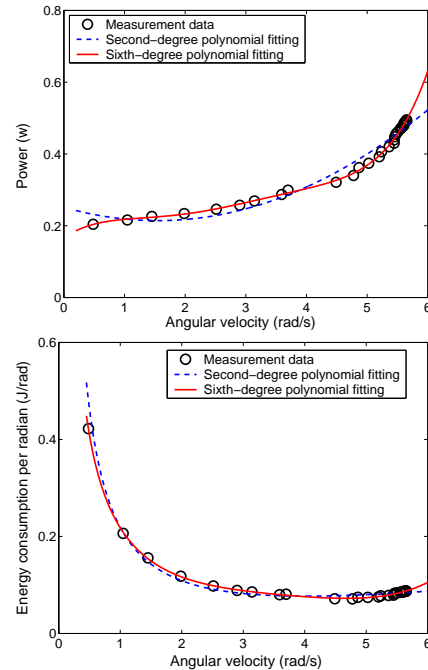 Measurement data
Second-degree polynomial fitting
Sixth-degree polynomial fitting
Power (w)
0.8
0.6
0.4
0.2
0
0 1 2 3 4 5 6
Angular velocity (rad/s)
Measurement data
Second-degree polynomial fitting
Sixth-degree polynomial fitting
Energy consumption per radian (J/rad)
0.6
0.4
0.2
0
0 1 2 3 4 5 6
Angular velocity (rad/s)